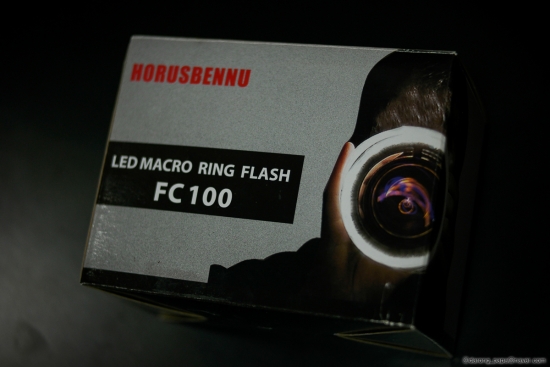 HORUSBENNU
LED MACRO RING FLASH
FC100